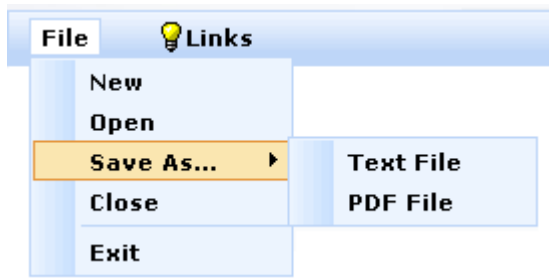 File Links
New
Open
Save As...
Text File
Close
PDF File
Exit